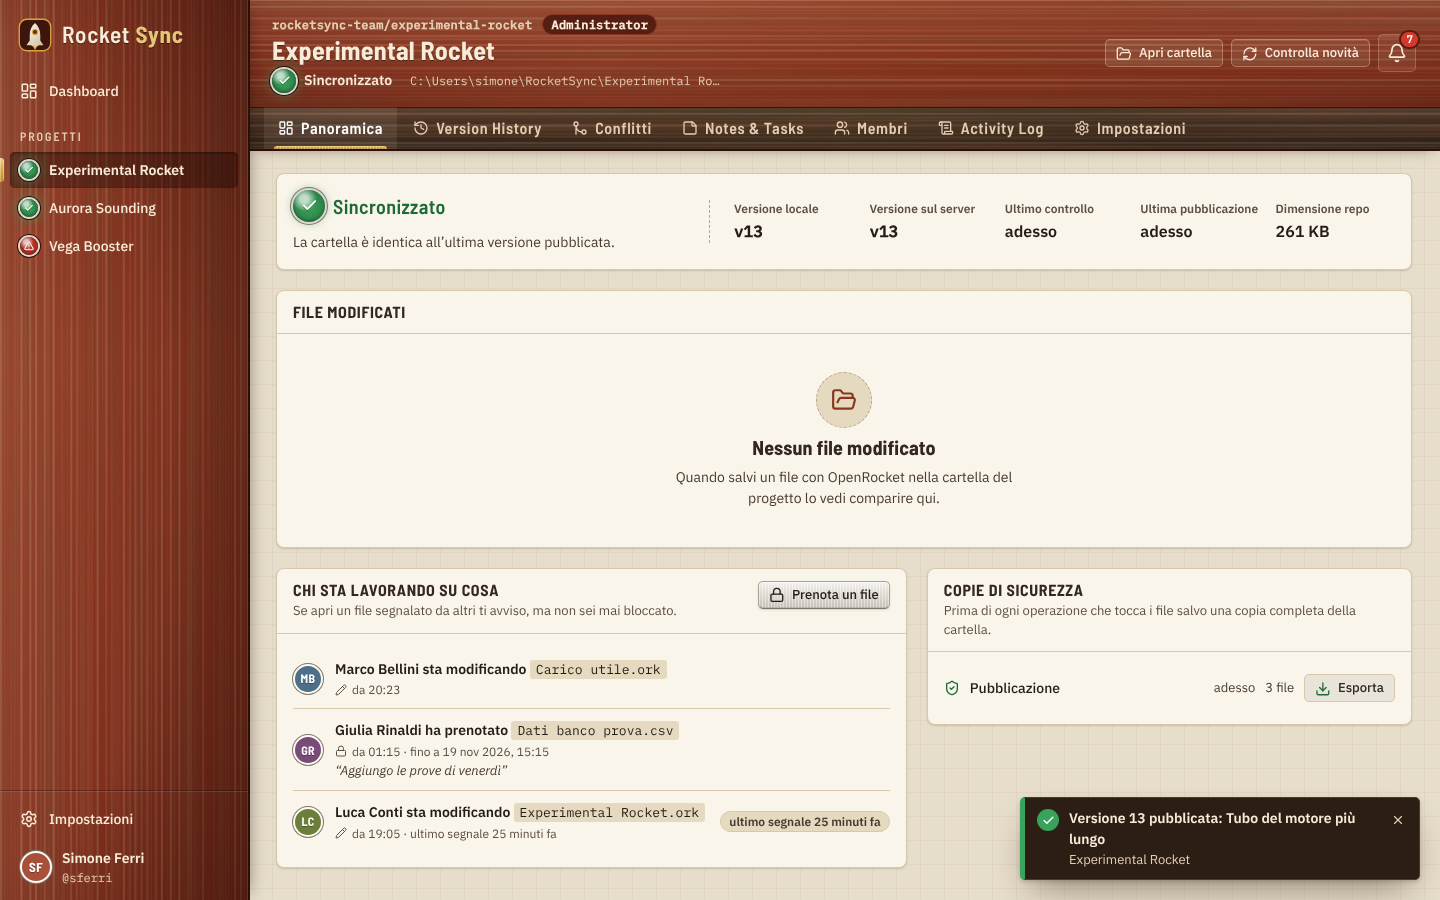 Rocket Sync
Dashboard
PROGETTI
Experimental Rocket
Aurora Sounding
Vega Booster
Impostazioni
SF
Simone Ferri
@sferri
rocketsync-team/experimental-rocket
Administrator
Experimental Rocket
Sincronizzato
C:\Users\simone\RocketSync\Experimental Ro…
Apri cartella
Controlla novità
7
Panoramica
Version History
Conflitti
Notes & Tasks
Membri
Activity Log
Impostazioni
Sincronizzato
La cartella è identica all’ultima versione pubblicata.
Versione locale
v13
Versione sul server
v13
Ultimo controllo
adesso
Ultima pubblicazione
adesso
Dimensione repo
261 KB
FILE MODIFICATI
Nessun file modificato
Quando salvi un file con OpenRocket nella cartella del
progetto lo vedi comparire qui.
CHI STA LAVORANDO SU COSA
Se apri un file segnalato da altri ti avviso, ma non sei mai bloccato.
Prenota un file
MB
Marco Bellini sta modificando Carico utile.ork
da 20:23
GR
Giulia Rinaldi ha prenotato Dati banco prova.csv
da 01:15 · fino a 19 nov 2026, 15:15
“Aggiungo le prove di venerdì”
LC
Luca Conti sta modificando Experimental Rocket.ork
da 19:05 · ultimo segnale 25 minuti fa
ultimo segnale 25 minuti fa
COPIE DI SICUREZZA
Prima di ogni operazione che tocca i file salvo una copia completa della
cartella.
Pubblicazione
adesso
3 file
Esporta
Versione 13 pubblicata: Tubo del motore più
lungo
Experimental Rocket